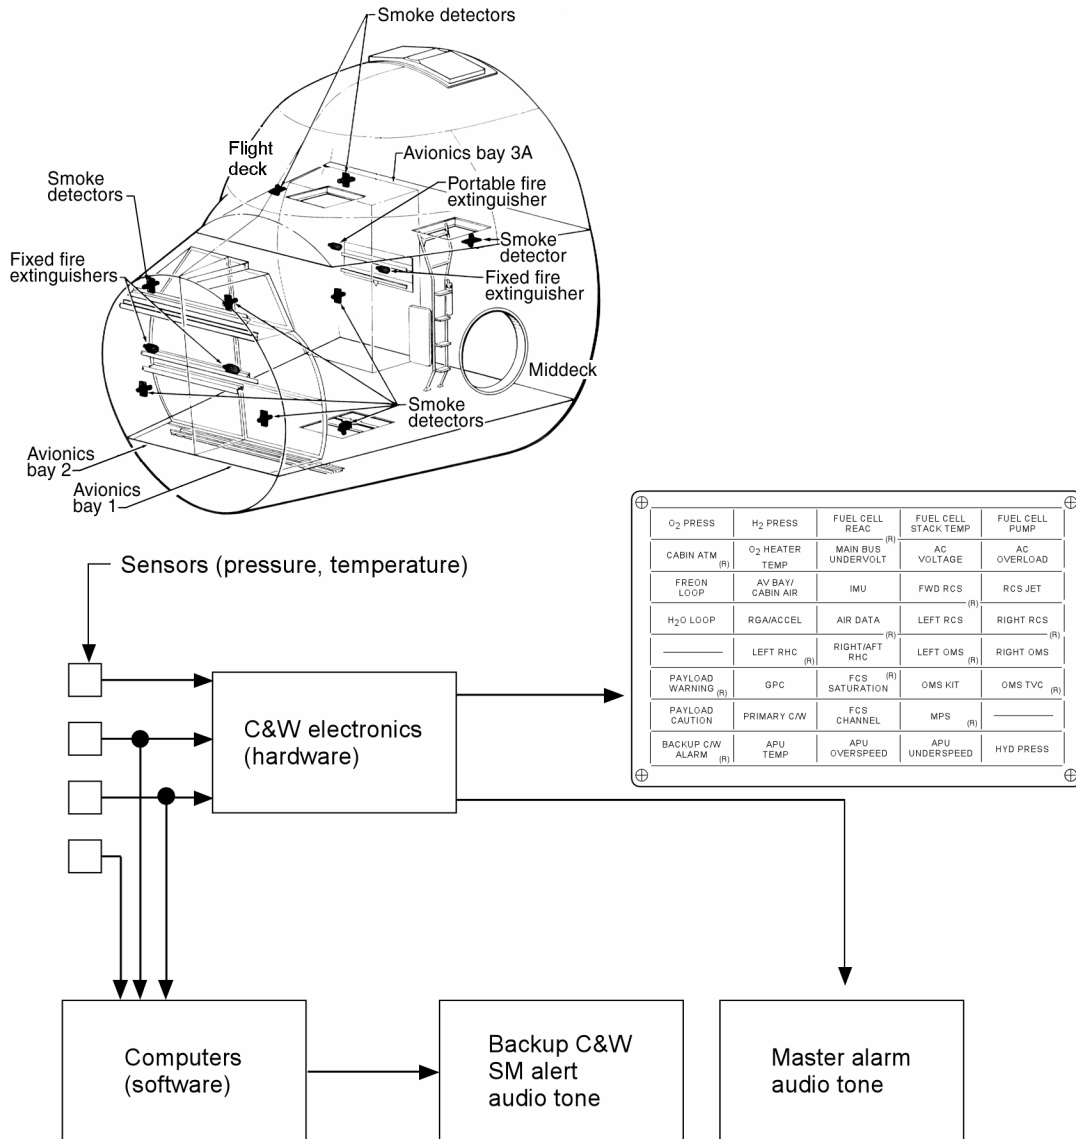 Smoke detectors
Flight
deck
Avionics bay 3A
Smoke
detectors
Portable fire
extinguisher
Smoke
detector
Fixed fire
extinguishers
Fixed fire
extinguisher
Middeck
Smoke
detectors
Avionics
bay 2
Avionics
bay 1
Sensors (pressure, temperature)
C&W electronics
(hardware)
O2 PRESS
H2 PRESS
FUEL CELL
REAC (R)
FUEL CELL
STACK TEMP
FUEL CELL
PUMP
CABIN ATM (R)
O2 HEATER
TEMP
MAIN BUS
UNDERVOLT
AC
VOLTAGE
AC
OVERLOAD
FREON
LOOP
AV BAY/
CABIN AIR
IMU
FWD RCS (R)
RCS JET
H2O LOOP
RGA/ACCEL
AIR DATA (R)
LEFT RCS
RIGHT RCS (R)
LEFT RHC (R)
RIGHT/AFT
RHC
LEFT OMS (R)
RIGHT OMS
PAYLOAD
WARNING (R)
GPC
FCS (R)
SATURATION
OMS KIT
OMS TVC (R)
PAYLOAD
CAUTION
PRIMARY C/W
FCS
CHANNEL
MPS (R)
BACKUP C/W
ALARM (R)
APU
TEMP
APU
OVERSPEED
APU
UNDERSPEED
HYD PRESS
Computers
(software)
Backup C&W
SM alert
audio tone
Master alarm
audio tone